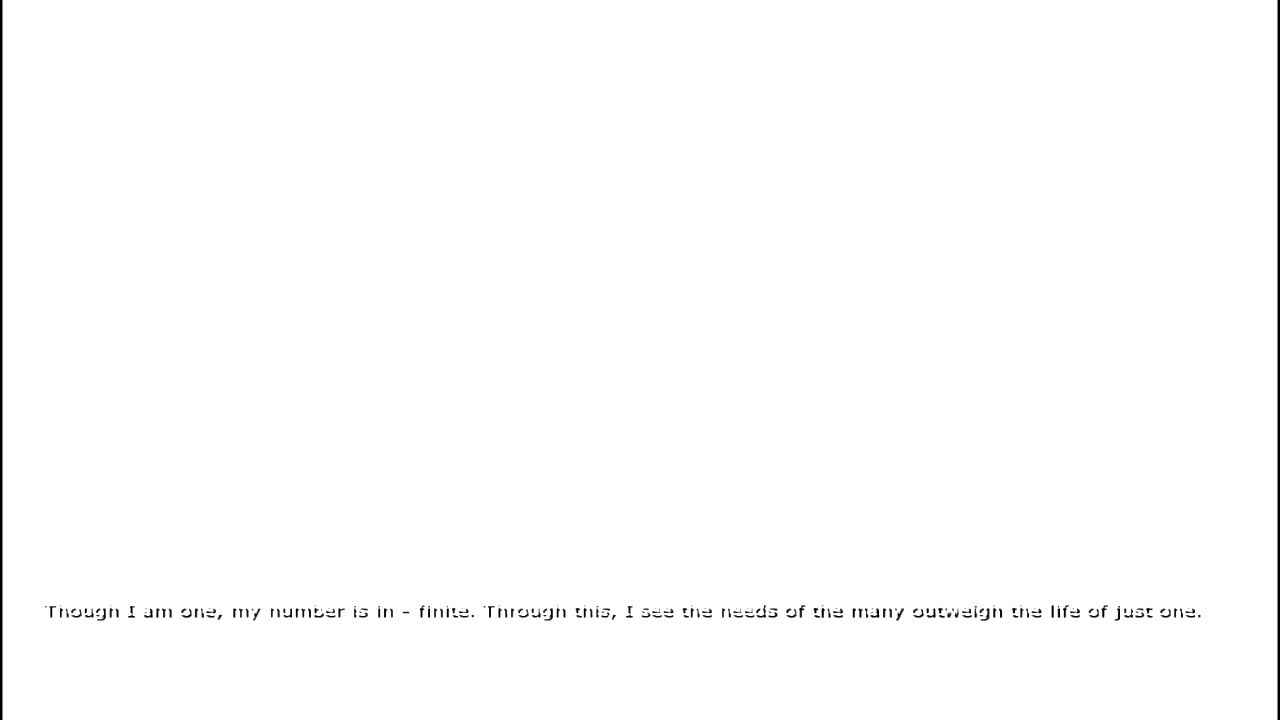 Though I am one, my number is in - finite. Through this, I see the needs of the many outweigh the life of just one.